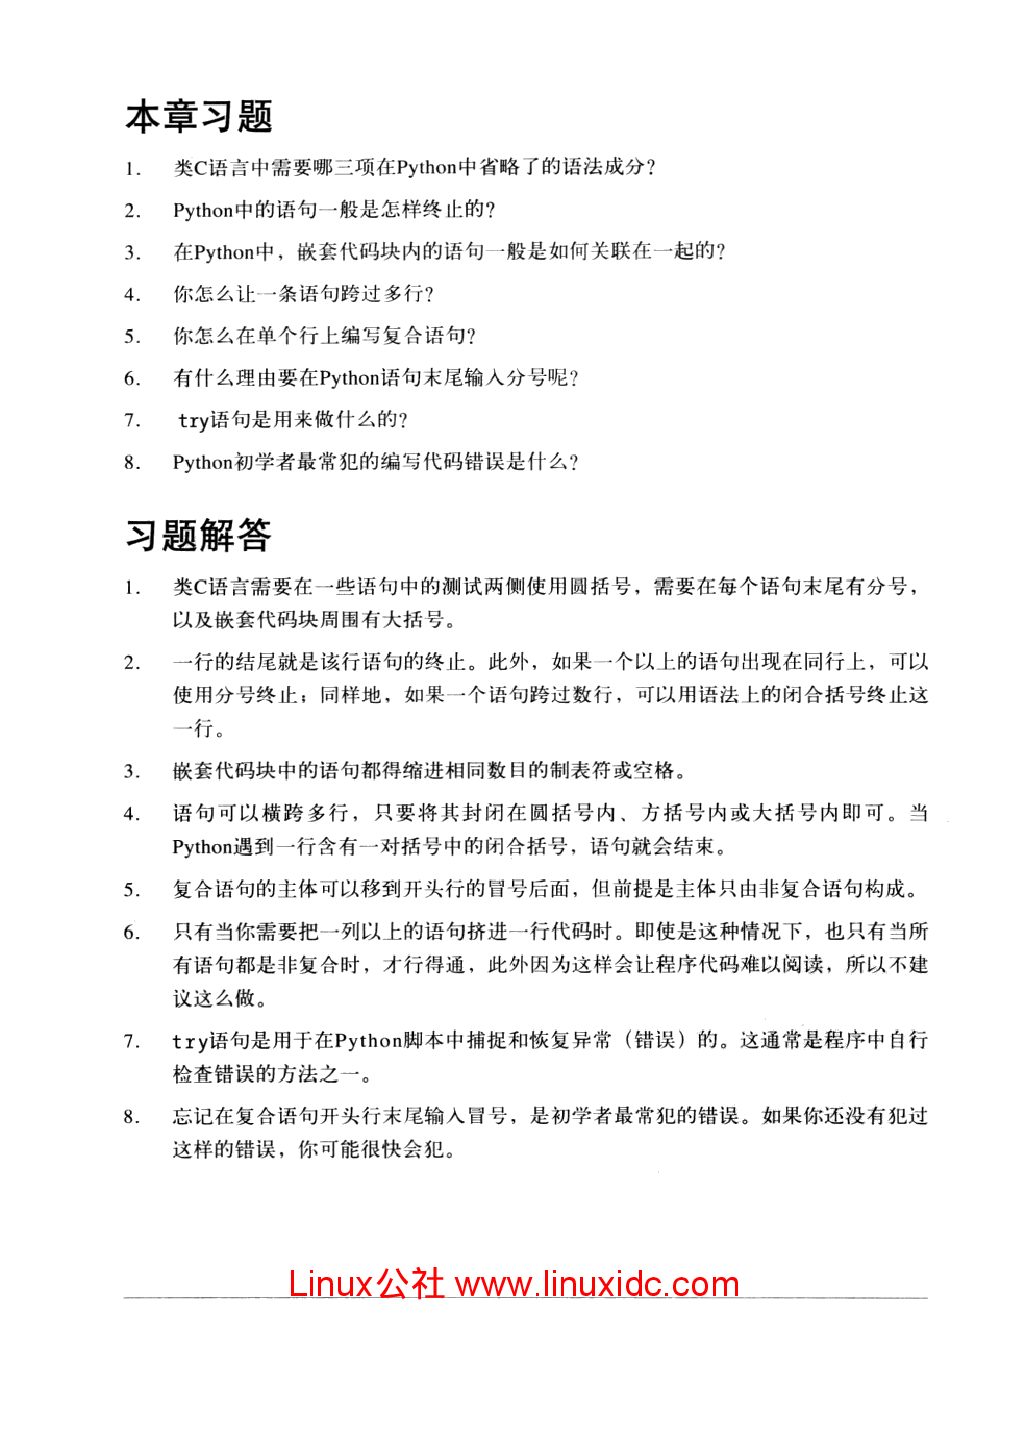 本章习题
1. 类C语言中需要哪三项在Python中省略了的语法成分?
2. Python中的语句一般是怎样终止的?
3. 在Python中，嵌套代码块内的语句一般是如何关联在一起的?
4. 你怎么让一条语句跨过多行?
5. 你怎么在单个行上编写复合语句?
6. 有什么理由要在Python语句末尾输入分号呢?
7. try语句是用来做什么的?
8. Python初学者最常犯的编写代码错误是什么?
习题解答
1. 类C语言需要在一些语句中的测试两侧使用圆括号，需要在每个语句末尾有分号，
以及嵌套代码块周围有大括号。
2. 一行的结尾就是该行语句的终止。此外，如果一个以上的语句出现在同行上，可以
使用分号终止；同样地，如果一个语句跨过数行，可以用语法上的闭合括号终止这
一行。
3. 嵌套代码块中的语句都得缩进相同数目的制表符或空格。
4. 语句可以横跨多行，只要将其封闭在圆括号内、方括号内或大括号内即可。当
Python遇到一行含有一对括号中的闭合括号，语句就会结束。
5. 复合语句的主体可以移到开头行的冒号后面，但前提是主体只由非复合语句构成。
6. 只有当你需要把一列以上的语句挤进一行代码时。即使是这种情况下，也只有当所
有语句都是非复合时，才行得通，此外因为这样会让程序代码难以阅读，所以不建
议这么做。
7. try语句是用于在Python脚本中捕捉和恢复异常（错误）的。这通常是程序中自行
检查错误的方法之一。
8. 忘记在复合语句开头行末尾输入冒号，是初学者最常犯的错误。如果你还没有犯过
这样的错误，你可能很快会犯。
Linux公社 www.linuxidc.com